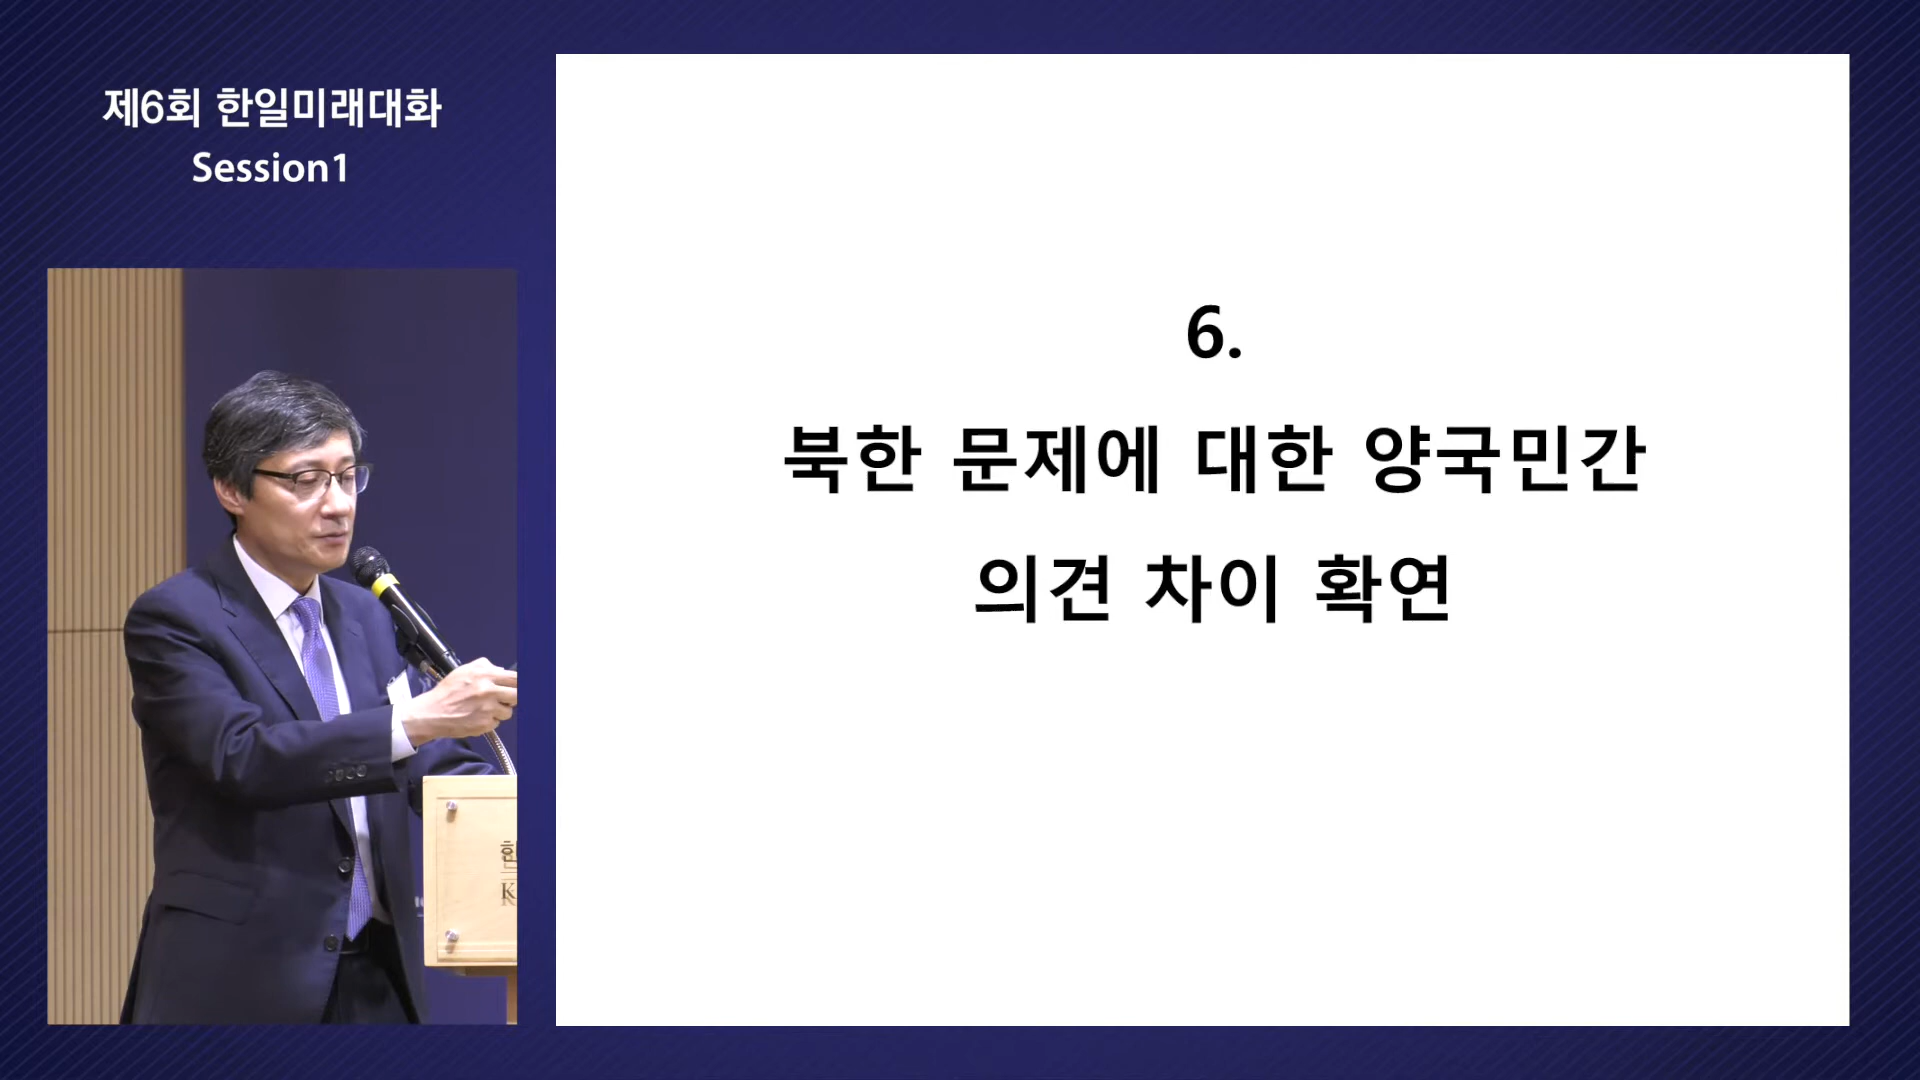 제6회 한일미래대화
Session1
6.
북한 문제에 대한 양국민간
의견 차이 확연